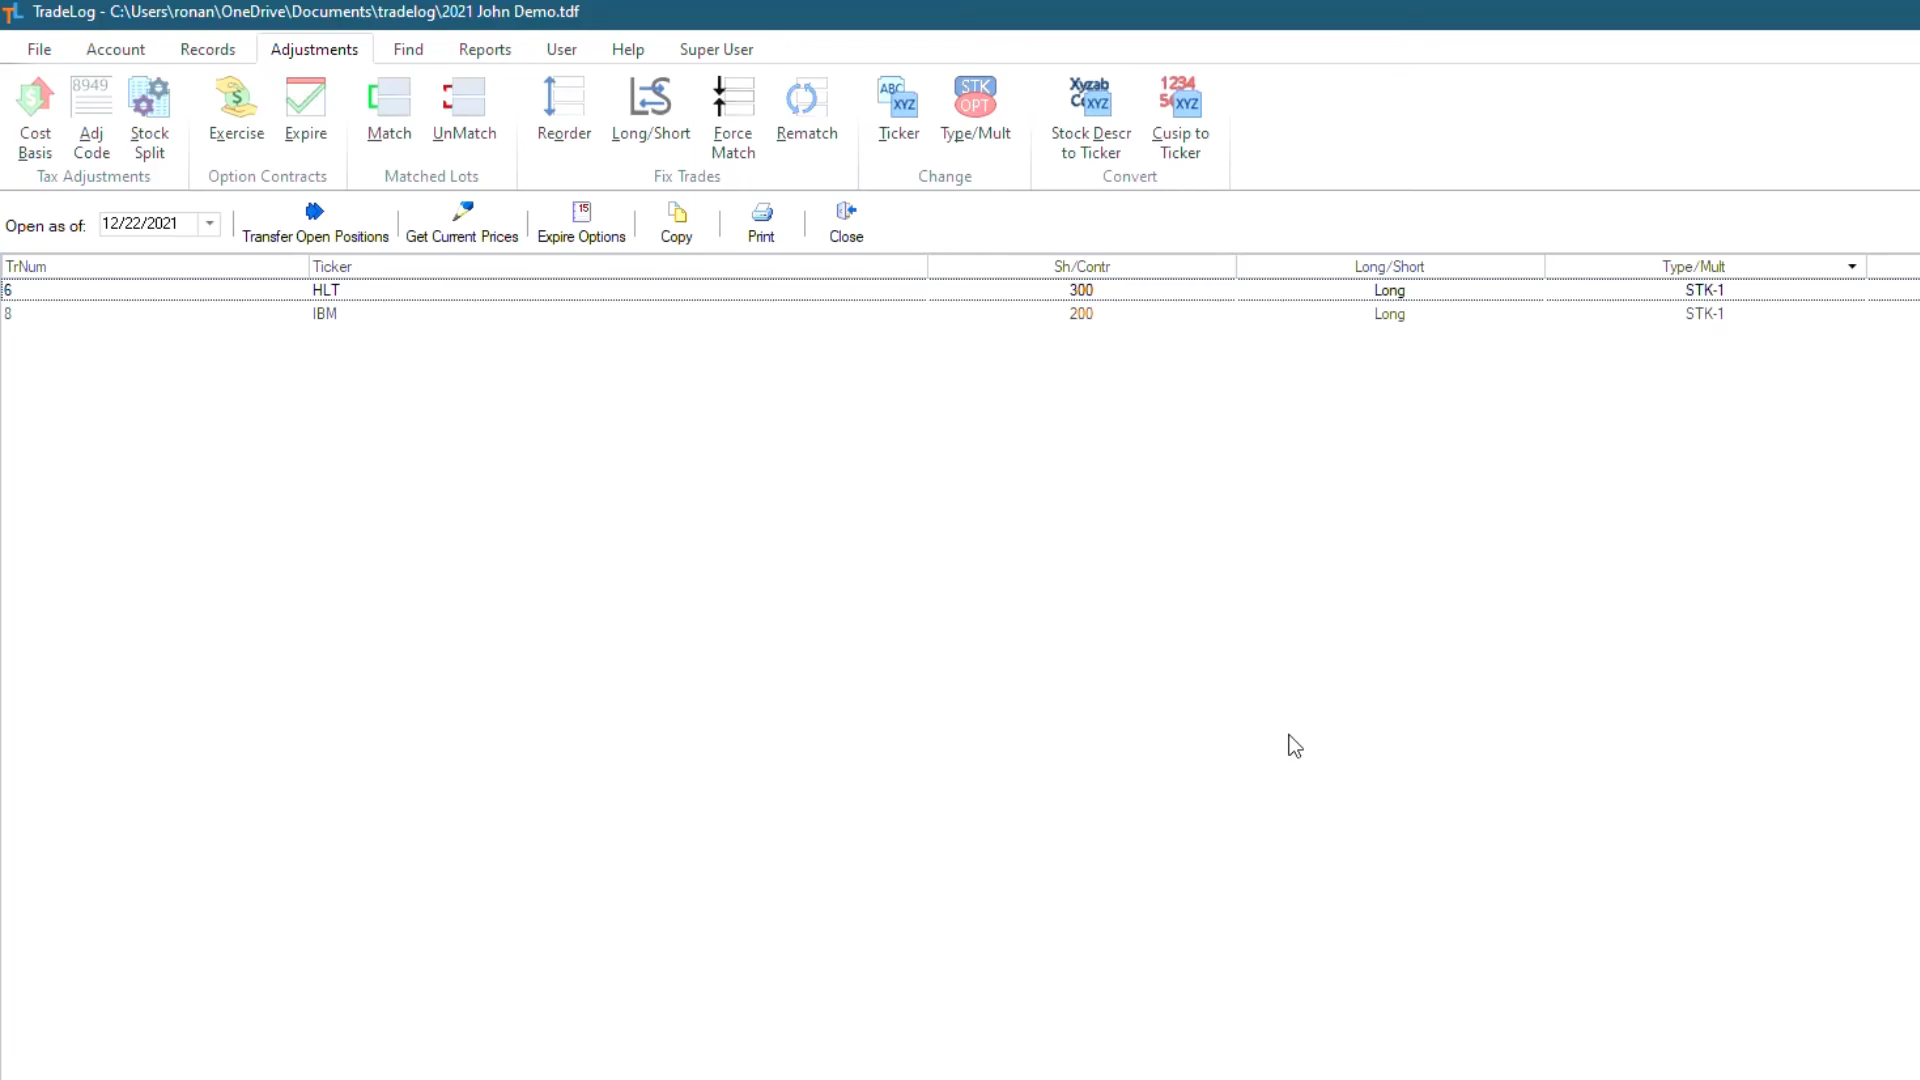 TradeLog - C:\Users\ronan\OneDrive\Documents\tradelog\2021 John Demo.tdf
File Account Records Adjustments Find Reports User Help Super User
8949 ABC XYZ STK OPT Xyzab XYZ 1234 XYZ
Cost Basis Adj Code Stock Split Exercise Expire Match UnMatch Reorder Long/Short Force Match Rematch Ticker Type/Mult Stock Descr to Ticker Cusip to Ticker
Tax Adjustments Option Contracts Matched Lots Fix Trades Change Convert
Open as of: 12/22/2021 Transfer Open Positions Get Current Prices 15 Expire Options Copy Print Close
TrNum Ticker Sh/Contr Long/Short Type/Mult
6 HLT 300 Long STK-1
8 IBM 200 Long STK-1